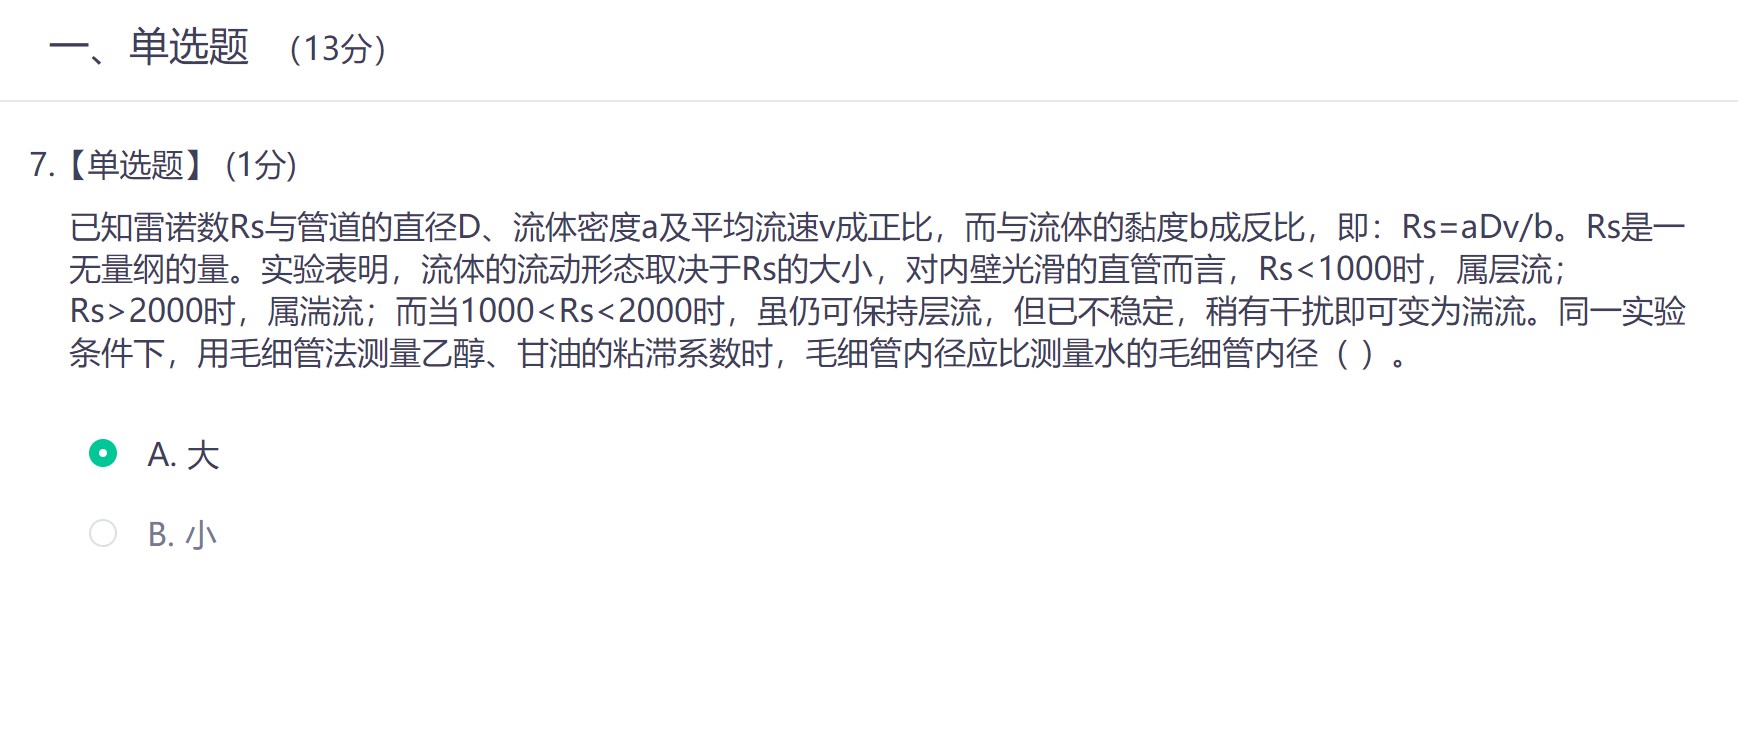 一、单选题 （13分）
7.【单选题】 (1分)
已知雷诺数Rs与管道的直径D、流体密度a及平均流速v成正比，而与流体的黏度b成反比，即：Rs=aDv/b。Rs是一
无量纲的量。实验表明，流体的流动形态取决于Rs的大小，对内壁光滑的直管而言，Rs<1000时，属层流；
Rs>2000时，属湍流；而当1000<Rs<2000时，虽仍可保持层流，但已不稳定，稍有干扰即可变为湍流。同一实验
条件下，用毛细管法测量乙醇、甘油的粘滞系数时，毛细管内径应比测量水的毛细管内径（ ）。
A. 大
B. 小